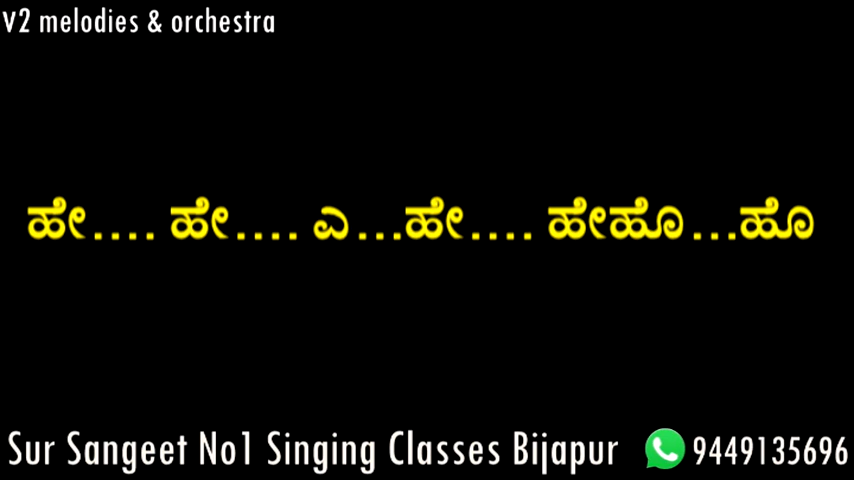 v2 melodies & orchestra
ಹೇ.... ಹೇ.... ಎ...ಹೇ.... ಹೇಹೊ...ಹೊ
Sur Sangeet No1 Singing Classes Bijapur 9449135696